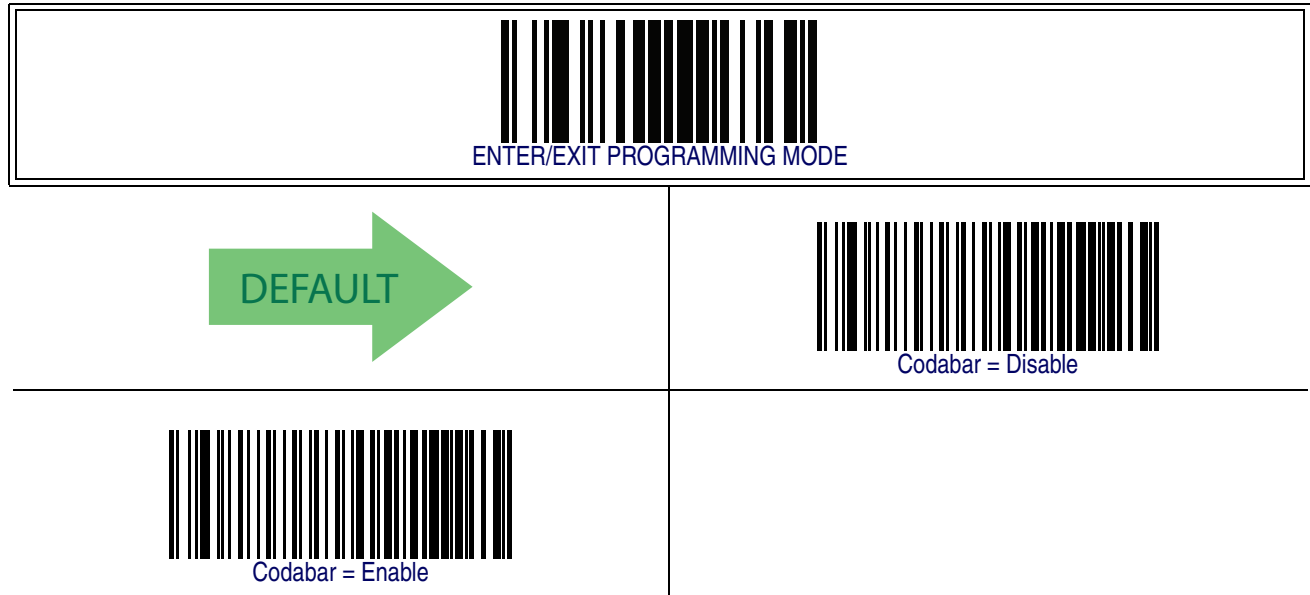 ENTER/EXIT PROGRAMMING MODE
DEFAULT
Codabar = Disable
Codabar = Enable